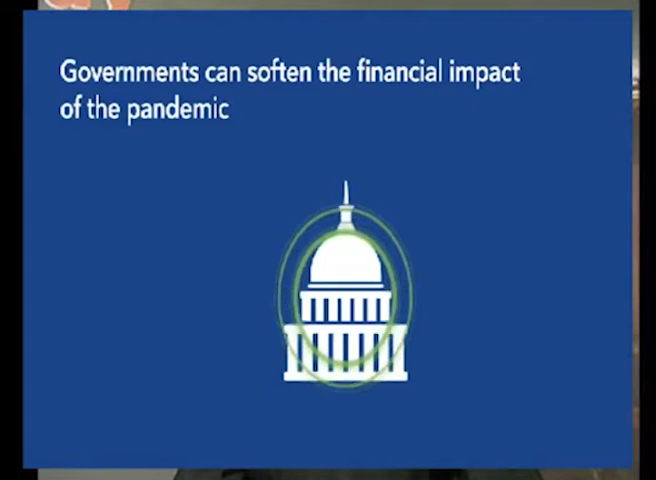 Governments can soften the financial impact
of the pandemic